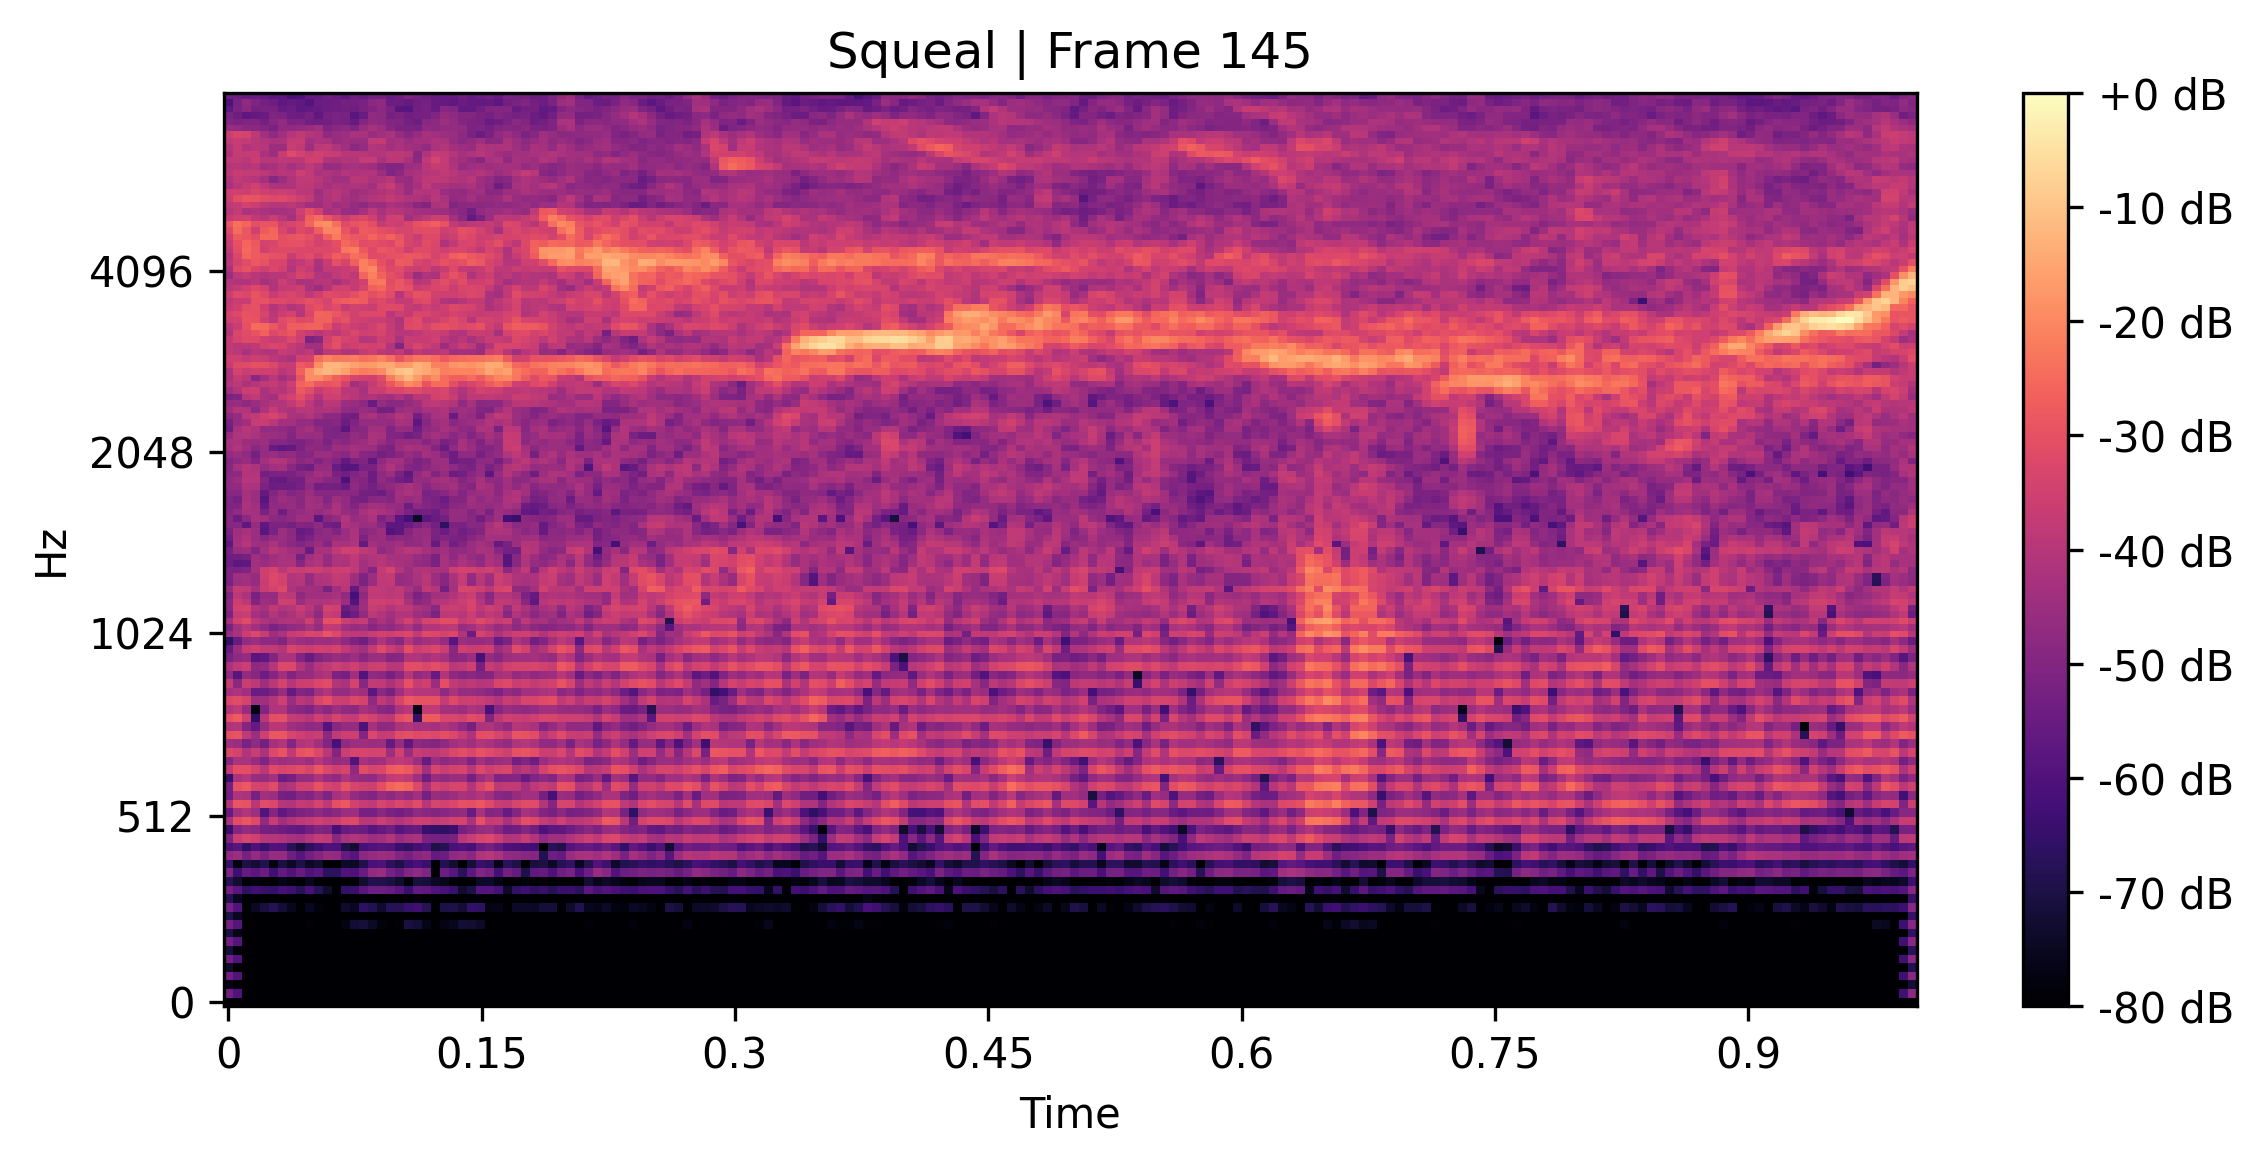 Squeal | Frame 145
+0 dB
-10 dB
-20 dB
-30 dB
-40 dB
-50 dB
-60 dB
-70 dB
-80 dB
Hz
4096
2048
1024
512
0
0 0.15 0.3 0.45 0.6 0.75 0.9
Time